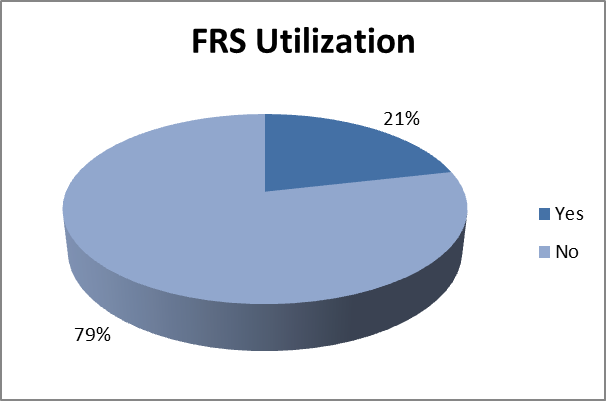 FRS Utilization
21%
Yes
No
79%